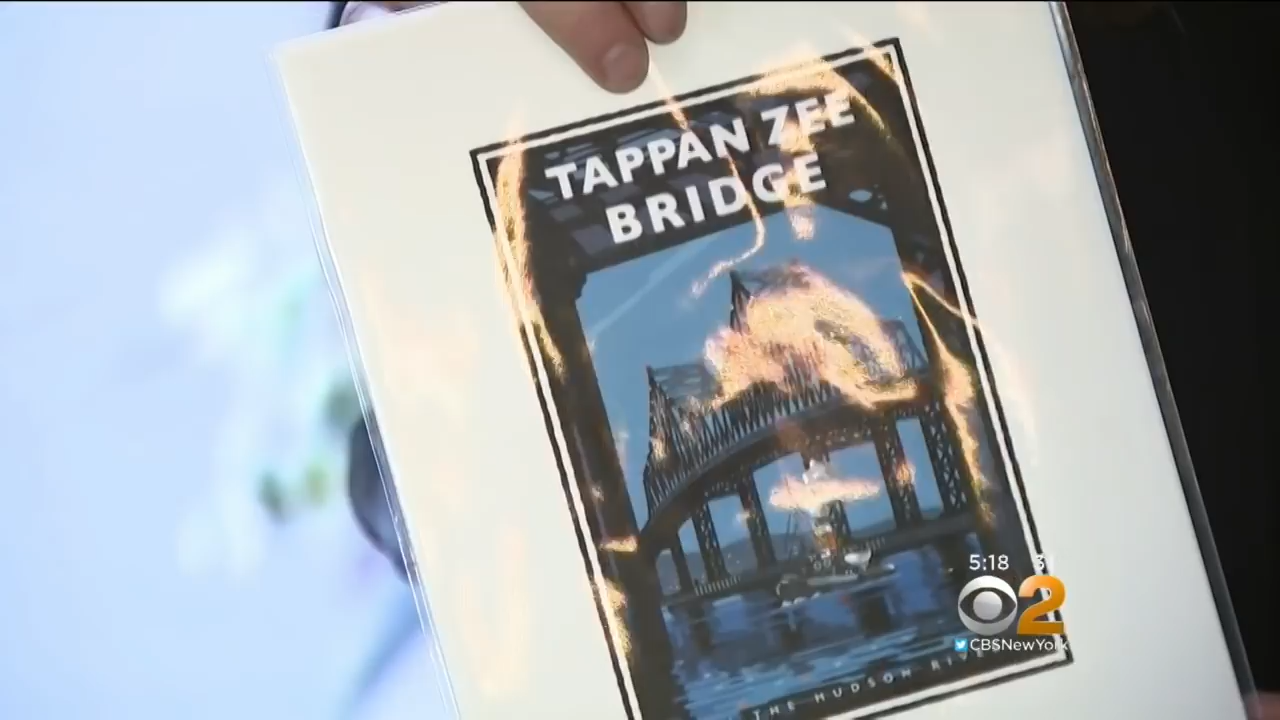 TAPPAN ZEE
BRIDGE
THE HUDSON RIVER
5:18
2
CBSNewYork